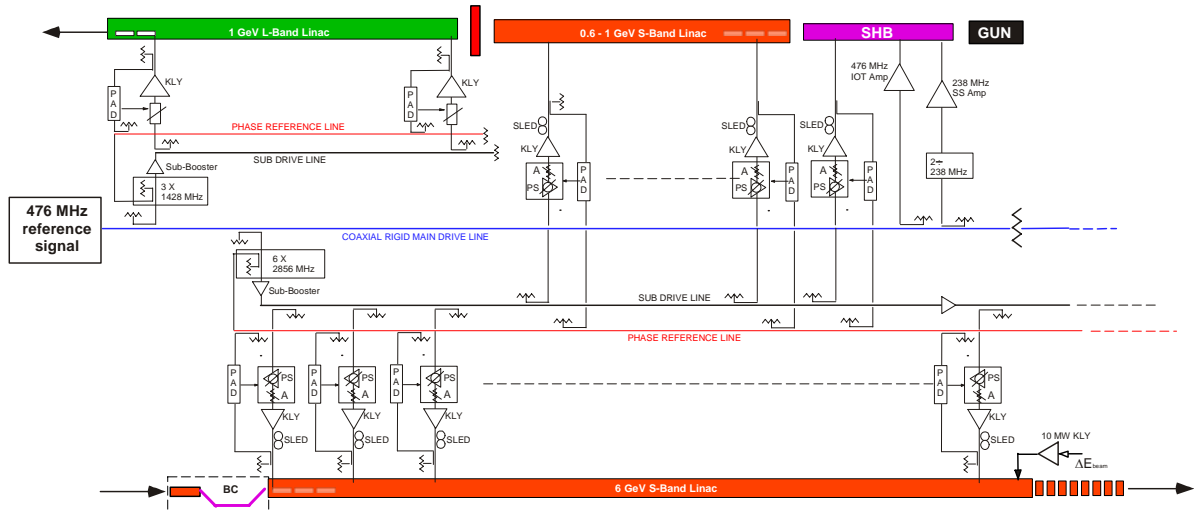 1 GeV L-Band Linac
0.6 - 1 GeV S-Band Linac
SHB
GUN
KLY
KLY
476 MHz
IOT Amp
238 MHz
SS Amp
PAD
PAD
SLED
SLED
SLED
PHASE REFERENCE LINE
KLY
KLY
KLY
SUB DRIVE LINE
Sub-Booster
A
PS
PAD
A
PS
PAD
A
PS
PAD
2÷
238 MHz
3 X
1428 MHz
476 MHz
reference
signal
COAXIAL RIGID MAIN DRIVE LINE
6 X
2856 MHz
Sub-Booster
SUB DRIVE LINE
PHASE REFERENCE LINE
PAD
PS
A
PAD
PS
A
PAD
PS
A
PAD
PS
A
KLY
KLY
KLY
KLY
SLED
SLED
SLED
SLED
10 MW KLY
ΔEbeam
BC
6 GeV S-Band Linac